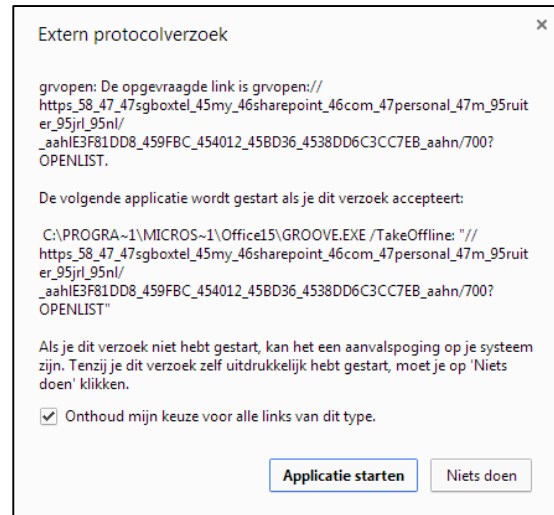 Extern protocolverzoek
grvopen: De opgevraagde link is grvopen://
https_58_47_47sgboxtel_45my_46sharepoint_46com_47personal_47m_95ruit
er_95jrl_95nl/
_aahlE3F81DD8_459FBC_454012_45BD36_4538DD6C3CC7EB_aahn/700?
OPENLIST.
De volgende applicatie wordt gestart als je dit verzoek accepteert:
C:\PROGRA~1\MICROS~1\Office15\GROOVE.EXE /TakeOffline: "//
https_58_47_47sgboxtel_45my_46sharepoint_46com_47personal_47m_95ruit
er_95jrl_95nl/
_aahlE3F81DD8_459FBC_454012_45BD36_4538DD6C3CC7EB_aahn/700?
OPENLIST"
Als je dit verzoek niet hebt gestart, kan het een aanvalspoging op je systeem
zijn. Tenzij je dit verzoek zelf uitdrukkelijk hebt gestart, moet je op 'Niets
doen' klikken.
Onthoud mijn keuze voor alle links van dit type.
Applicatie starten Niets doen